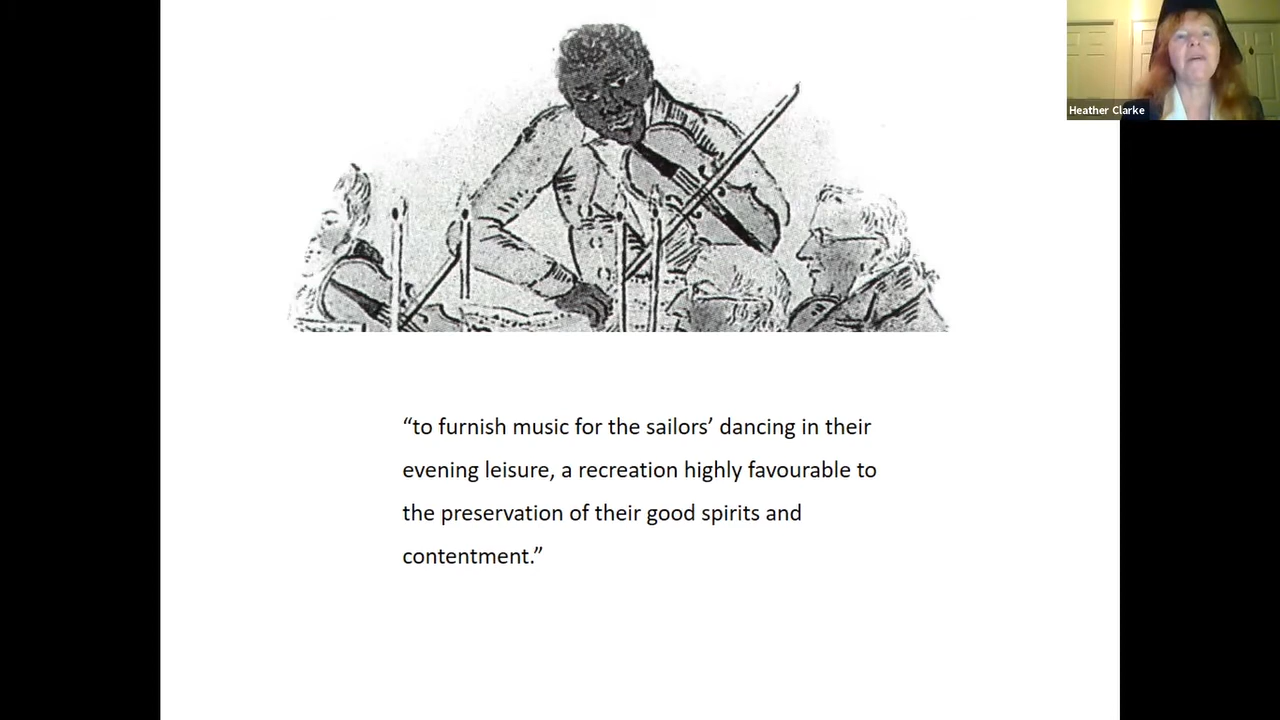 Heather Clarke
“to furnish music for the sailors’ dancing in their
evening leisure, a recreation highly favourable to
the preservation of their good spirits and
contentment.”